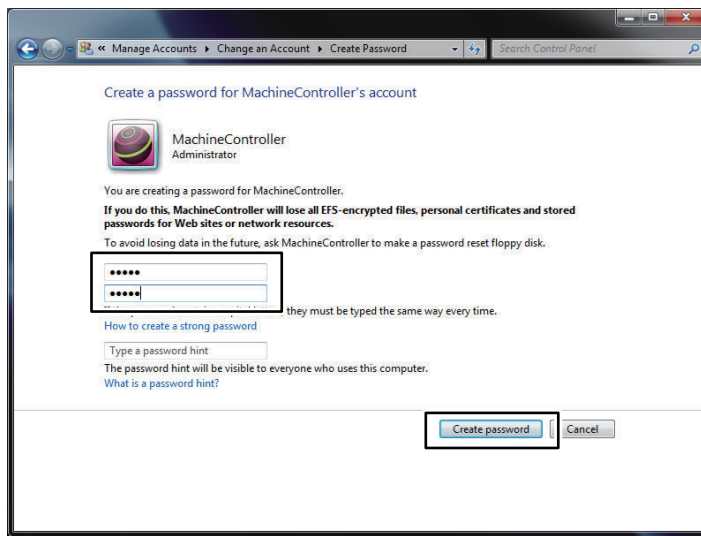 « Manage Accounts ▸ Change an Account ▸ Create Password
Search Control Panel
Create a password for MachineController's account
MachineController
Administrator
You are creating a password for MachineController.
If you do this, MachineController will lose all EFS-encrypted files, personal certificates and stored
passwords for Web sites or network resources.
To avoid losing data in the future, ask MachineController to make a password reset floppy disk.
•••••
•••••
they must be typed the same way every time.
How to create a strong password
Type a password hint
The password hint will be visible to everyone who uses this computer.
What is a password hint?
Create password
Cancel